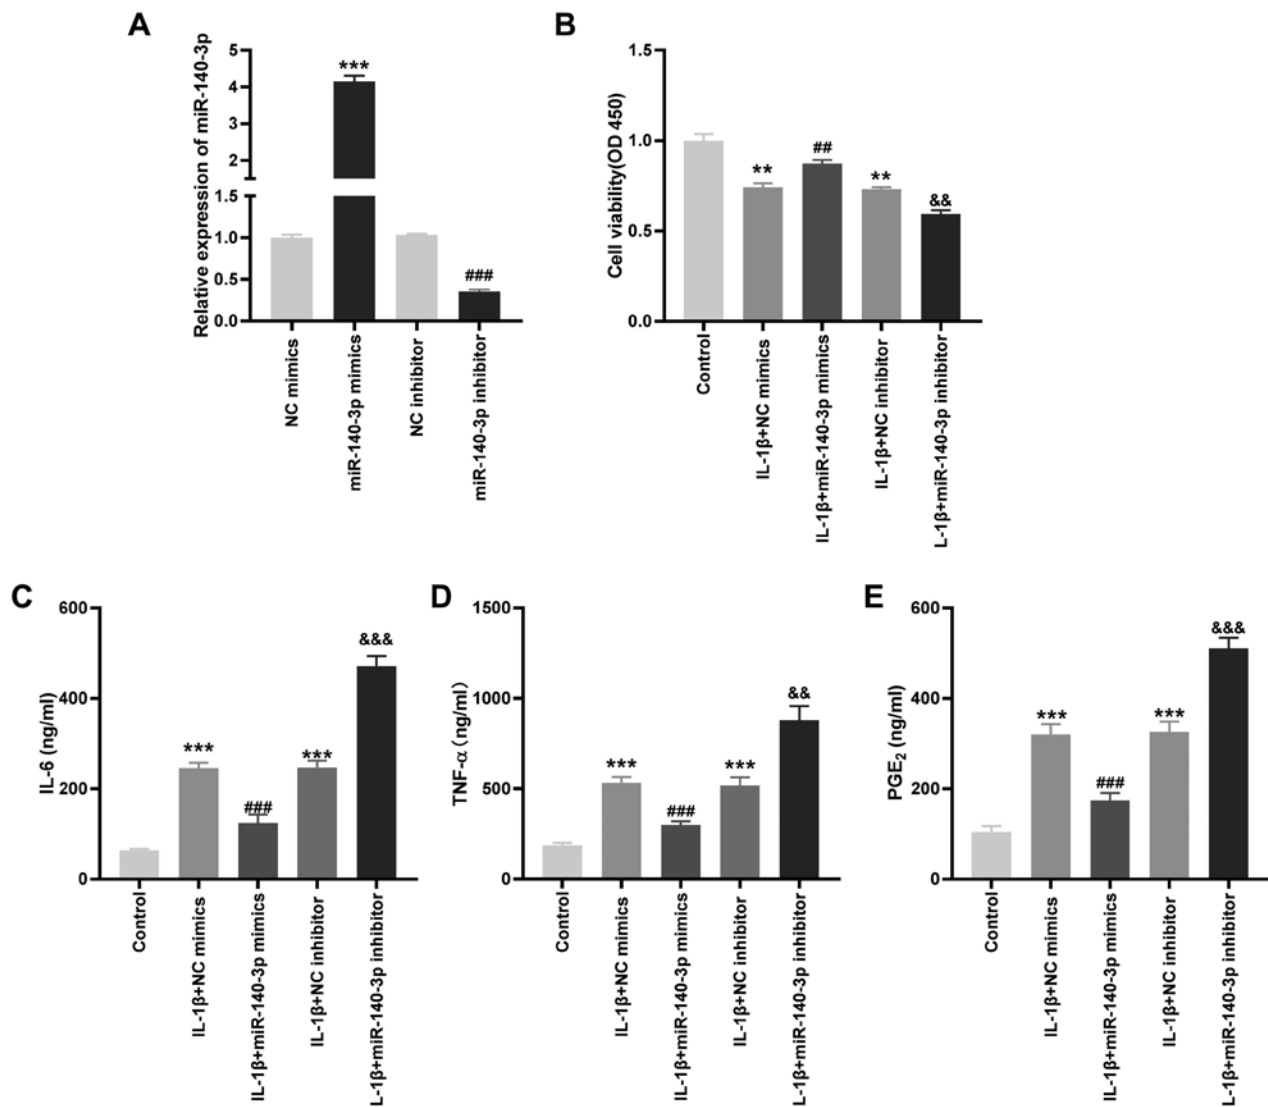 A
Relative expression of miR-140-3p
5
4
3
2
1.5
1.0
0.5
0.0
***
###
NC mimics
miR-140-3p mimics
NC inhibitor
miR-140-3p inhibitor
B
Cell viability(OD 450)
1.5
1.0
0.5
0.0
**
##
**
&&
Control
IL-1β+NC mimics
IL-1β+miR-140-3p mimics
IL-1β+NC inhibitor
L-1β+miR-140-3p inhibitor
C
IL-6 (ng/ml)
600
400
200
0
***
###
***
&&&
Control
IL-1β+NC mimics
IL-1β+miR-140-3p mimics
IL-1β+NC inhibitor
L-1β+miR-140-3p inhibitor
D
TNF-α (ng/ml)
1500
1000
500
0
***
###
***
&&
Control
IL-1β+NC mimics
IL-1β+miR-140-3p mimics
IL-1β+NC inhibitor
L-1β+miR-140-3p inhibitor
E
PGE₂ (ng/ml)
600
400
200
0
***
###
***
&&&
Control
IL-1β+NC mimics
IL-1β+miR-140-3p mimics
IL-1β+NC inhibitor
L-1β+miR-140-3p inhibitor